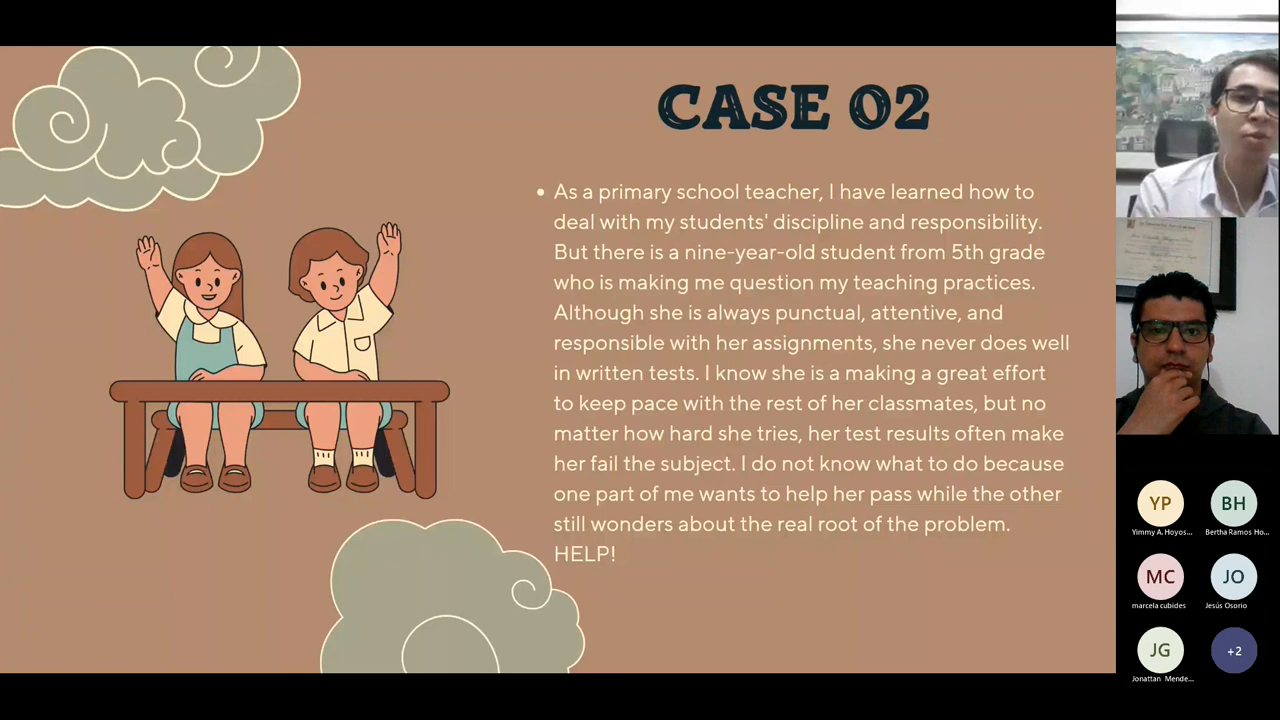 CASE 02
• As a primary school teacher, I have learned how to
deal with my students' discipline and responsibility.
But there is a nine-year-old student from 5th grade
who is making me question my teaching practices.
Although she is always punctual, attentive, and
responsible with her assignments, she never does well
in written tests. I know she is a making a great effort
to keep pace with the rest of her classmates, but no
matter how hard she tries, her test results often make
her fail the subject. I do not know what to do because
one part of me wants to help her pass while the other
still wonders about the real root of the problem.
HELP!
YP
BH
Yimmy A. Hoyos...
Bertha Ramos Ho...
MC
JO
marcela cubides
Jesús Osorio
JG
+2
Jonattan Mende...